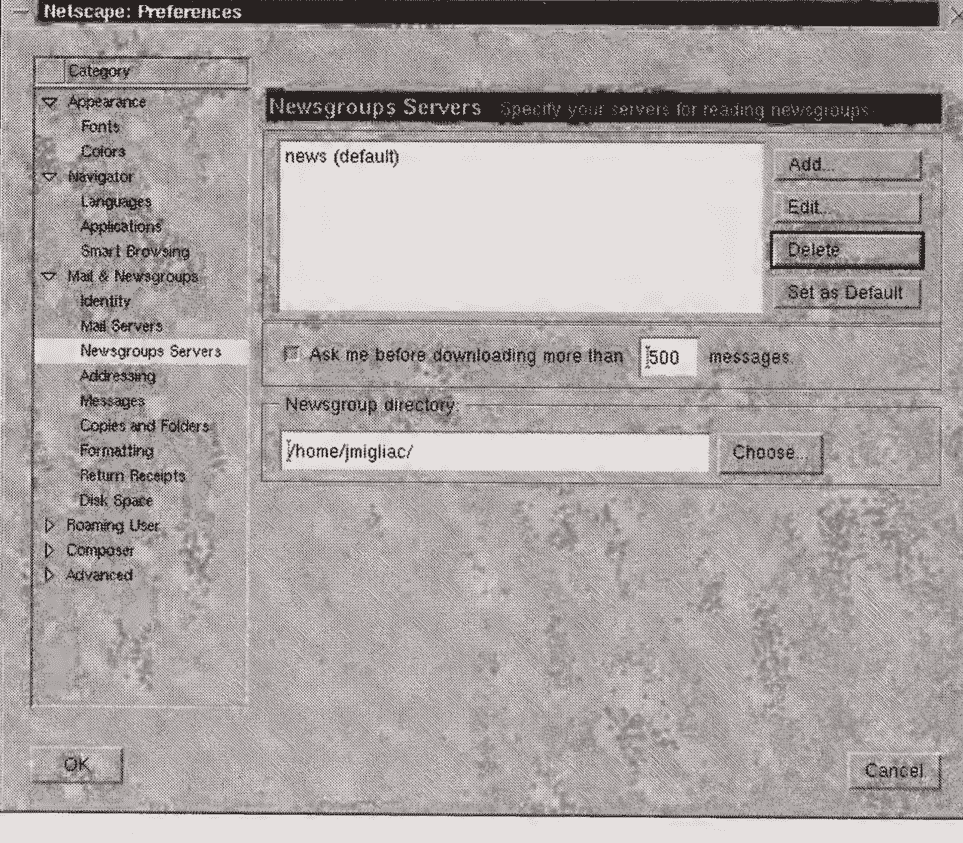 Netscape: Preferences
Category
Appearance
Fonts
Colors
Navigator
Languages
Applications
Smart Browsing
Mail & Newsgroups
Identity
Mail Servers
Newsgroups Servers
Addressing
Messages
Copies and Folders
Formatting
Return Receipts
Disk Space
Roaming User
Composer
Advanced
Newsgroups Servers Specify your servers for reading newsgroups
news (default)
Add...
Edit...
Delete
Set as Default
Ask me before downloading more than 500 messages.
Newsgroup directory:
/home/jmigliac/
Choose...
OK
Cancel